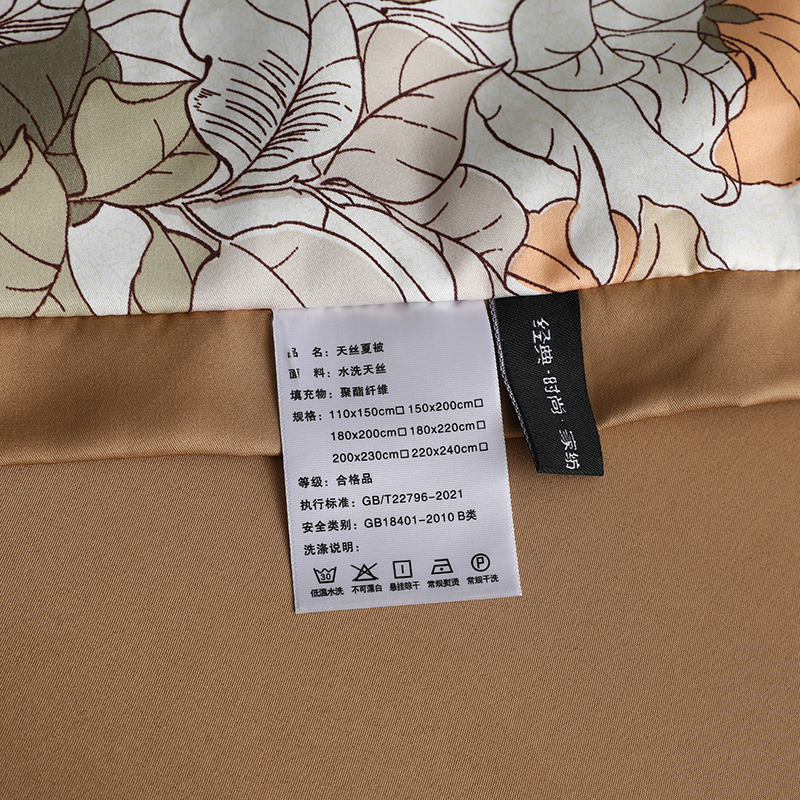 品 名：天丝夏被
面 料：水洗天丝
填充物：聚酯纤维
规格：110x150cm□ 150x200cm□
180x200cm□ 180x220cm□
200x230cm□ 220x240cm□
等级：合格品
执行标准：GB/T22796-2021
安全类别：GB18401-2010 B类
洗涤说明：
30 P
低温水洗 不可漂白 悬挂晾干 常规熨烫 常规干洗
经典·时尚·家纺